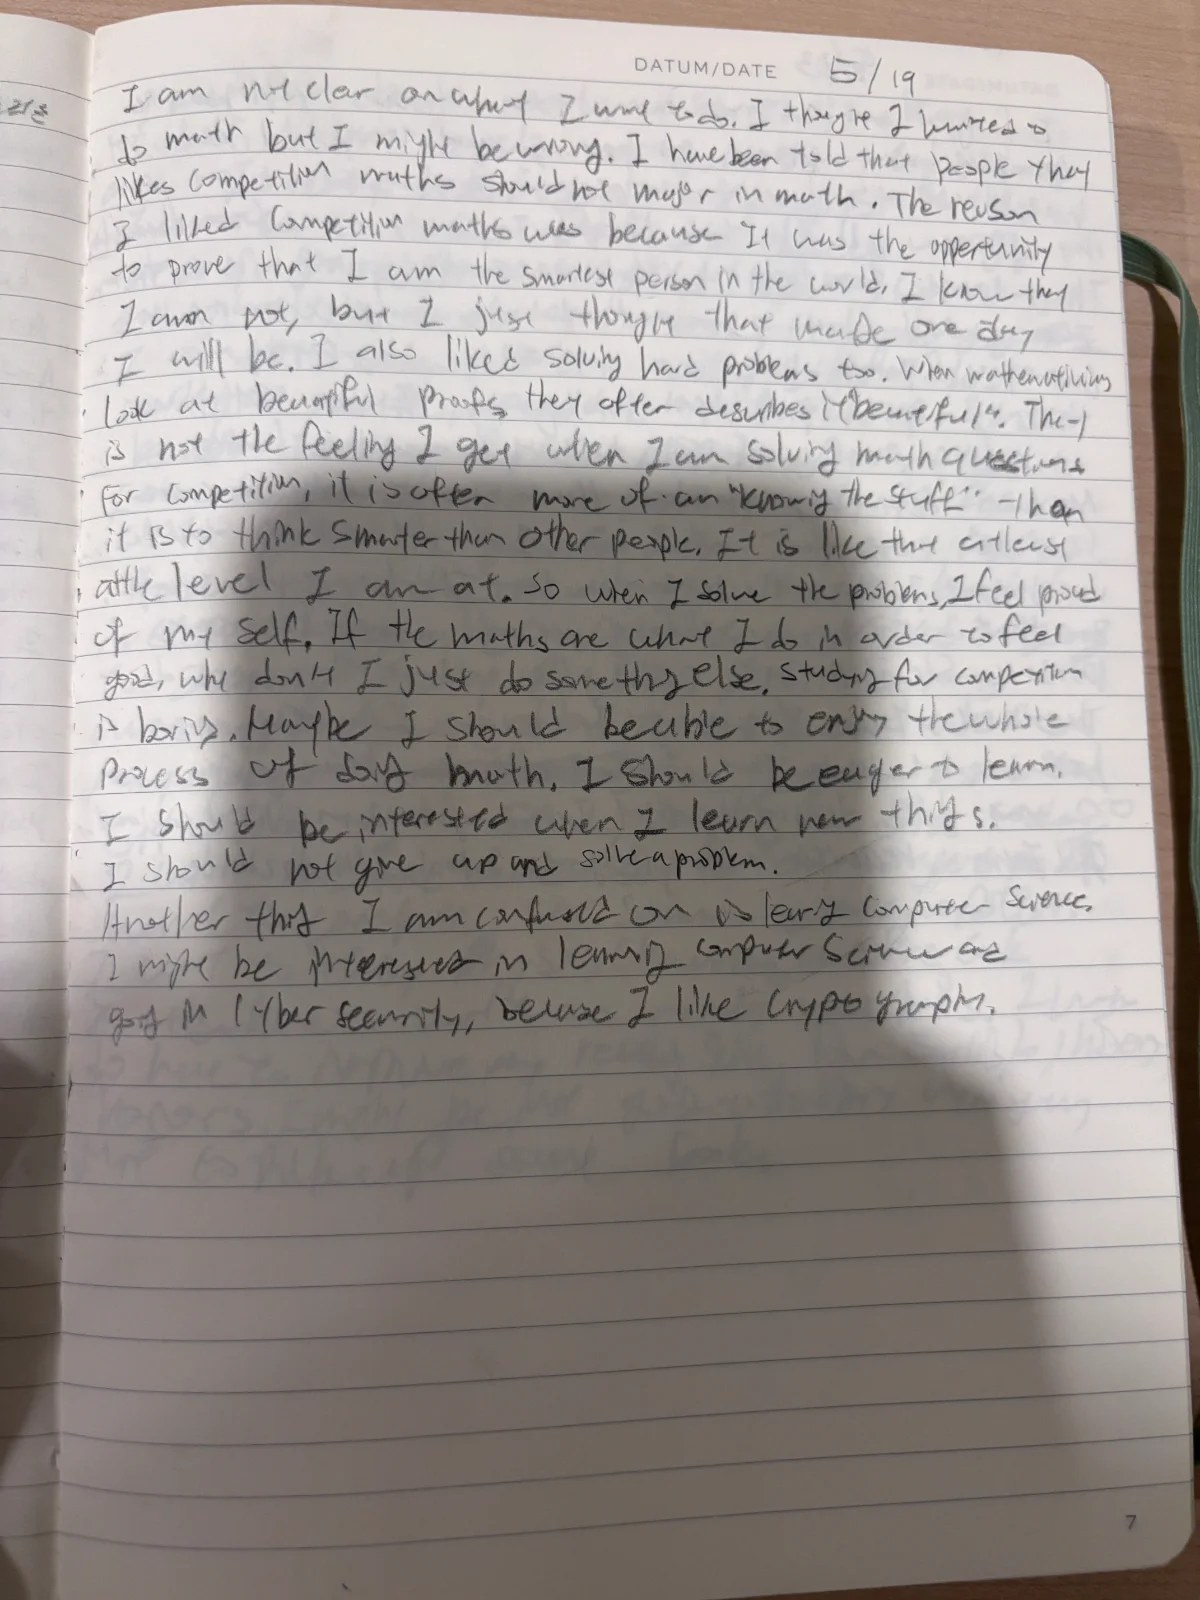 DATUM/DATE 5/19
I am not clear on what I want to do. I thought I wanted to
do math but I might be wrong. I have been told that people that
likes competition maths should not major in math. The reason
I liked Competition maths was because It was the opportunity
to prove that I am the smartest person in the world. I know that
I am not, but I just thought that maybe one day
I will be. I also liked solving hard problems too. When mathematicians
look at beautiful proofs, they often describes it "beautiful". That
is not the feeling I get when I am solving math questions
For competition, it is often more of an "knowing the stuff" than
it is to think smarter than other people. It is like that atleast
at the level I am at. So when I solve the problems, I feel proud
of my self. If the maths are what I do in order to feel
good, why don't I just do something else. Studying for competition
is boring. Maybe I should be able to enjoy the whole
Process of doing math. I should be eager to learn.
I should be interested when I learn new things.
I should not give up and solve a problem.
Another thing I am confused on is learning Computer Science.
I might be interested in learning computer Science and
going in Cyber security, because I like Cryptography.
7